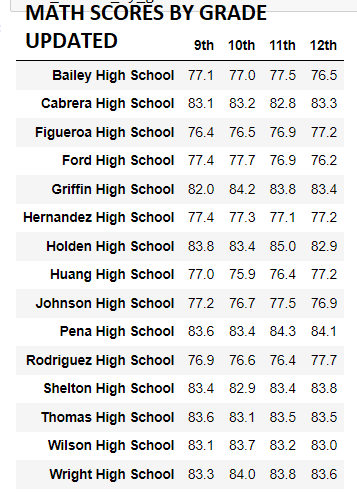 MATH SCORES BY GRADE
UPDATED
9th 10th 11th 12th
Bailey High School 77.1 77.0 77.5 76.5
Cabrera High School 83.1 83.2 82.8 83.3
Figueroa High School 76.4 76.5 76.9 77.2
Ford High School 77.4 77.7 76.9 76.2
Griffin High School 82.0 84.2 83.8 83.4
Hernandez High School 77.4 77.3 77.1 77.2
Holden High School 83.8 83.4 85.0 82.9
Huang High School 77.0 75.9 76.4 77.2
Johnson High School 77.2 76.7 77.5 76.9
Pena High School 83.6 83.4 84.3 84.1
Rodriguez High School 76.9 76.6 76.4 77.7
Shelton High School 83.4 82.9 83.4 83.8
Thomas High School 83.6 83.1 83.5 83.5
Wilson High School 83.1 83.7 83.2 83.0
Wright High School 83.3 84.0 83.8 83.6